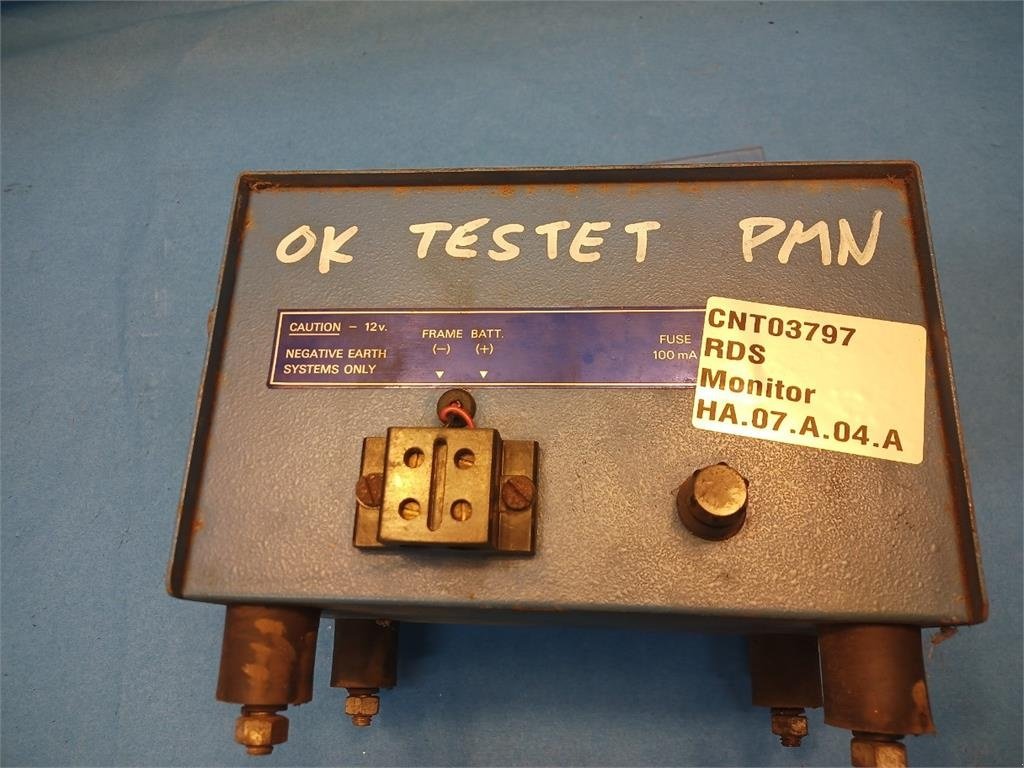 OK TESTET PMN
CAUTION - 12v.
NEGATIVE EARTH
SYSTEMS ONLY
FRAME BATT.
(-) (+)
FUSE
100 mA
CNT03797
RDS
Monitor
HA.07.A.04.A